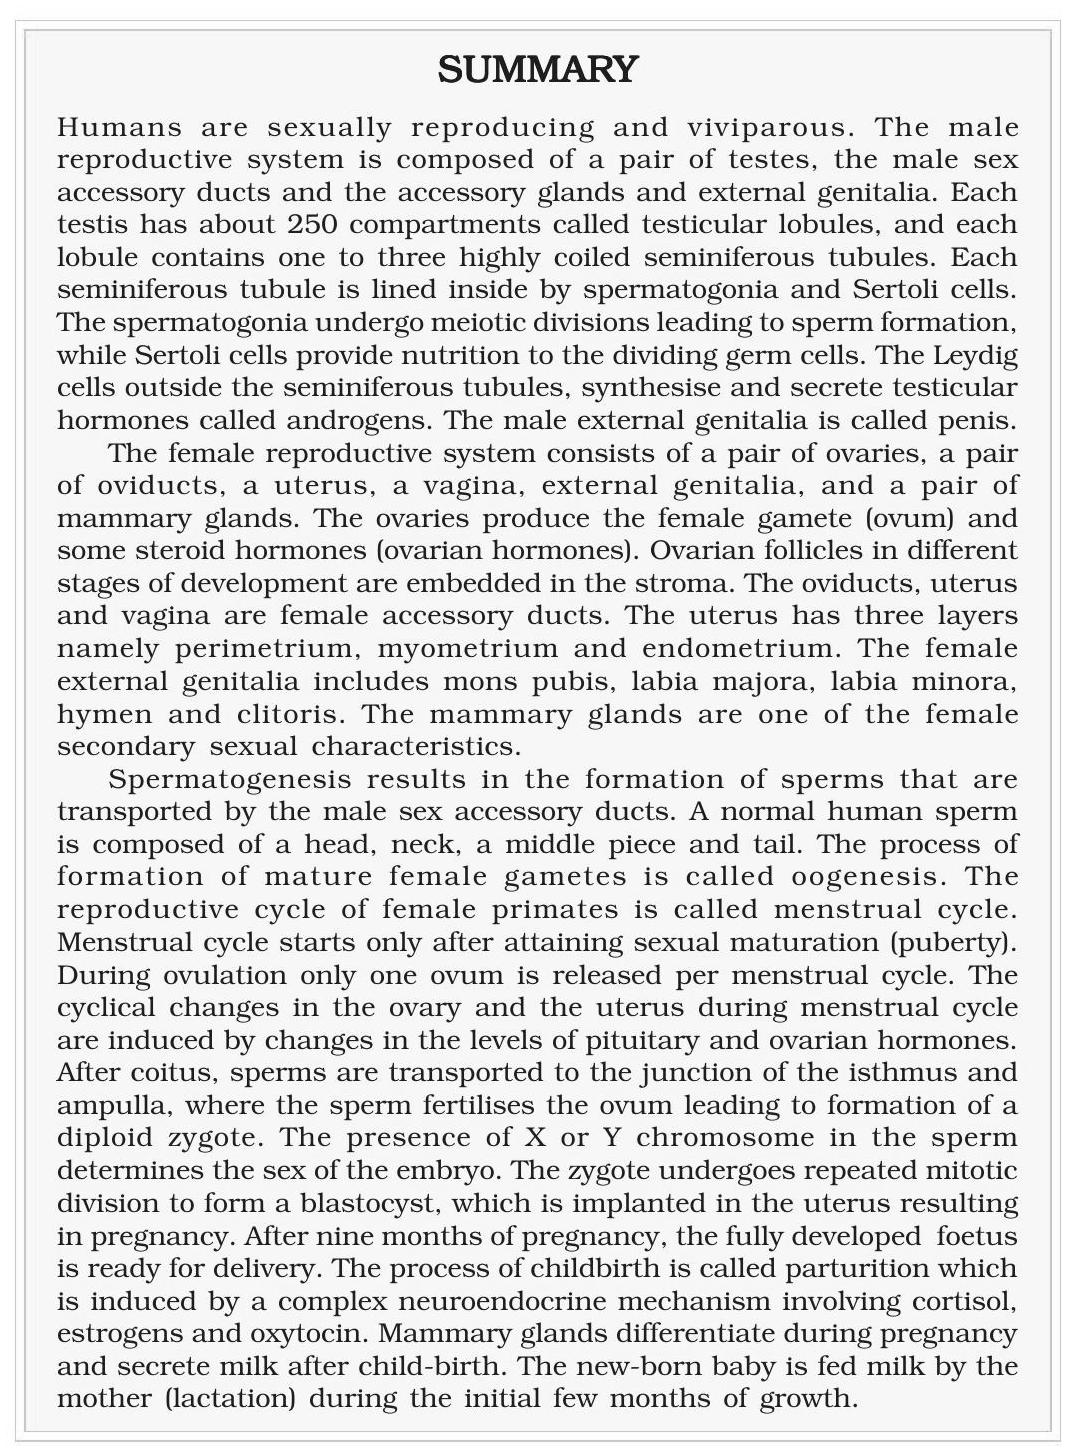 SUMMARY
Humans are sexually reproducing and viviparous. The male
reproductive system is composed of a pair of testes, the male sex
accessory ducts and the accessory glands and external genitalia. Each
testis has about 250 compartments called testicular lobules, and each
lobule contains one to three highly coiled seminiferous tubules. Each
seminiferous tubule is lined inside by spermatogonia and Sertoli cells.
The spermatogonia undergo meiotic divisions leading to sperm formation,
while Sertoli cells provide nutrition to the dividing germ cells. The Leydig
cells outside the seminiferous tubules, synthesise and secrete testicular
hormones called androgens. The male external genitalia is called penis.
The female reproductive system consists of a pair of ovaries, a pair
of oviducts, a uterus, a vagina, external genitalia, and a pair of
mammary glands. The ovaries produce the female gamete (ovum) and
some steroid hormones (ovarian hormones). Ovarian follicles in different
stages of development are embedded in the stroma. The oviducts, uterus
and vagina are female accessory ducts. The uterus has three layers
namely perimetrium, myometrium and endometrium. The female
external genitalia includes mons pubis, labia majora, labia minora,
hymen and clitoris. The mammary glands are one of the female
secondary sexual characteristics.
Spermatogenesis results in the formation of sperms that are
transported by the male sex accessory ducts. A normal human sperm
is composed of a head, neck, a middle piece and tail. The process of
formation of mature female gametes is called oogenesis. The
reproductive cycle of female primates is called menstrual cycle.
Menstrual cycle starts only after attaining sexual maturation (puberty).
During ovulation only one ovum is released per menstrual cycle. The
cyclical changes in the ovary and the uterus during menstrual cycle
are induced by changes in the levels of pituitary and ovarian hormones.
After coitus, sperms are transported to the junction of the isthmus and
ampulla, where the sperm fertilises the ovum leading to formation of a
diploid zygote. The presence of X or Y chromosome in the sperm
determines the sex of the embryo. The zygote undergoes repeated mitotic
division to form a blastocyst, which is implanted in the uterus resulting
in pregnancy. After nine months of pregnancy, the fully developed foetus
is ready for delivery. The process of childbirth is called parturition which
is induced by a complex neuroendocrine mechanism involving cortisol,
estrogens and oxytocin. Mammary glands differentiate during pregnancy
and secrete milk after child-birth. The new-born baby is fed milk by the
mother (lactation) during the initial few months of growth.